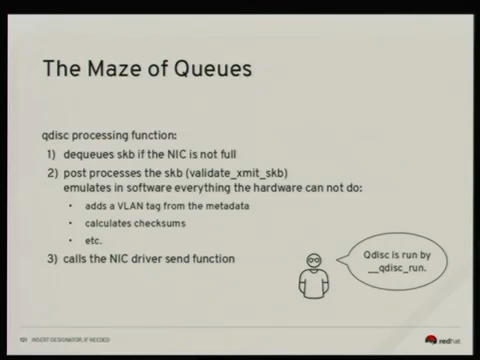 The Maze of Queues
qdisc processing function:
1) dequeues skb if the NIC is not full
2) post processes the skb (validate_xmit_skb)
emulates in software everything the hardware can not do:
• adds a VLAN tag from the metadata
• calculates checksums
• etc.
3) calls the NIC driver send function
Qdisc is run by
__qdisc_run.
INSERT DESIGNATOR, IF NEEDED
redhat